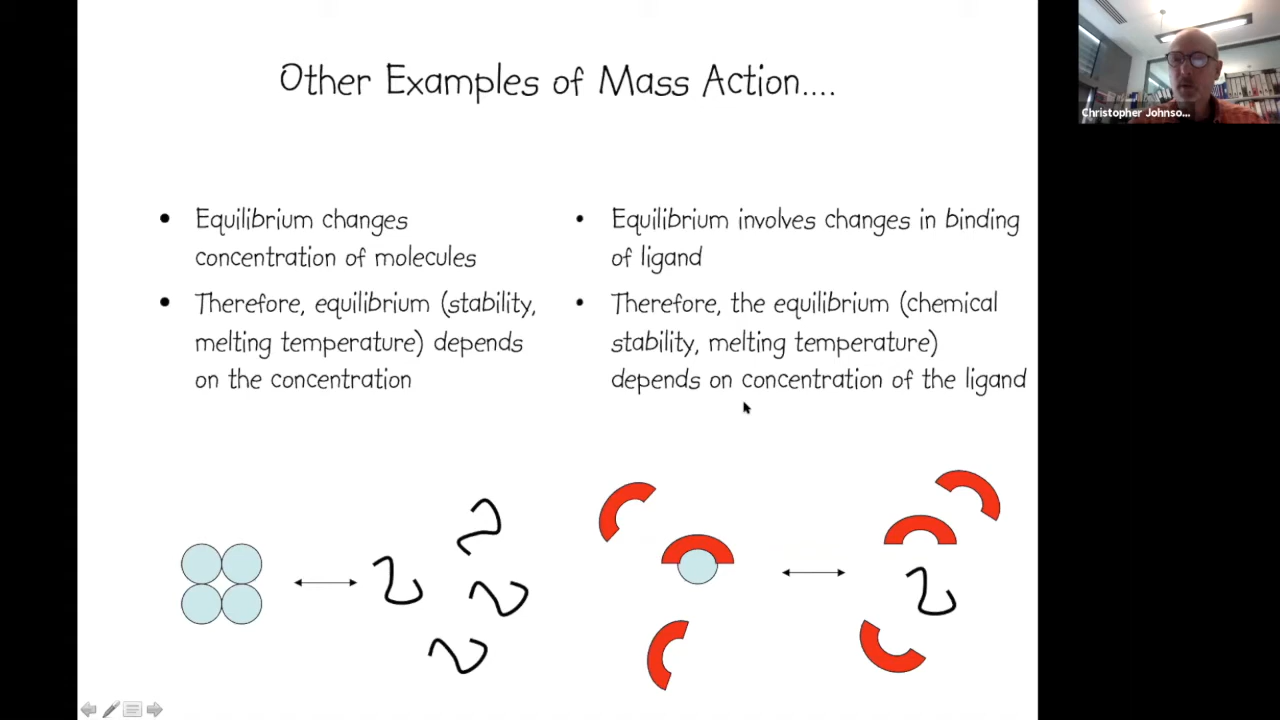 Other Examples of Mass Action....
Christopher Johnso...
• Equilibrium changes
concentration of molecules
• Therefore, equilibrium (stability,
melting temperature) depends
on the concentration
• Equilibrium involves changes in binding
of ligand
• Therefore, the equilibrium (chemical
stability, melting temperature)
depends on concentration of the ligand